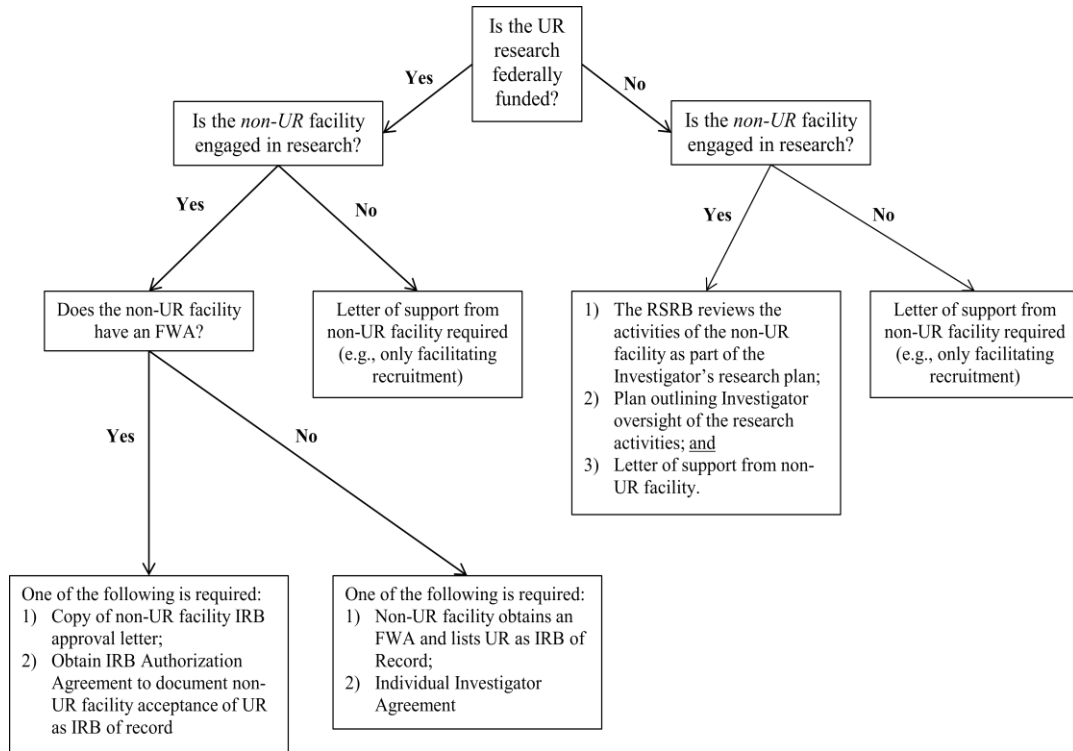 Is the UR
research
federally
funded?
Yes
No
Is the non-UR facility
engaged in research?
Is the non-UR facility
engaged in research?
Yes
No
Yes
No
Does the non-UR facility
have an FWA?
Letter of support from
non-UR facility required
(e.g., only facilitating
recruitment)
1) The RSRB reviews the
activities of the non-UR
facility as part of the
Investigator’s research plan;
2) Plan outlining Investigator
oversight of the research
activities; and
3) Letter of support from non-
UR facility.
Letter of support from
non-UR facility required
(e.g., only facilitating
recruitment)
Yes
No
One of the following is required:
1) Copy of non-UR facility IRB
approval letter;
2) Obtain IRB Authorization
Agreement to document non-
UR facility acceptance of UR
as IRB of record
One of the following is required:
1) Non-UR facility obtains an
FWA and lists UR as IRB of
Record;
2) Individual Investigator
Agreement